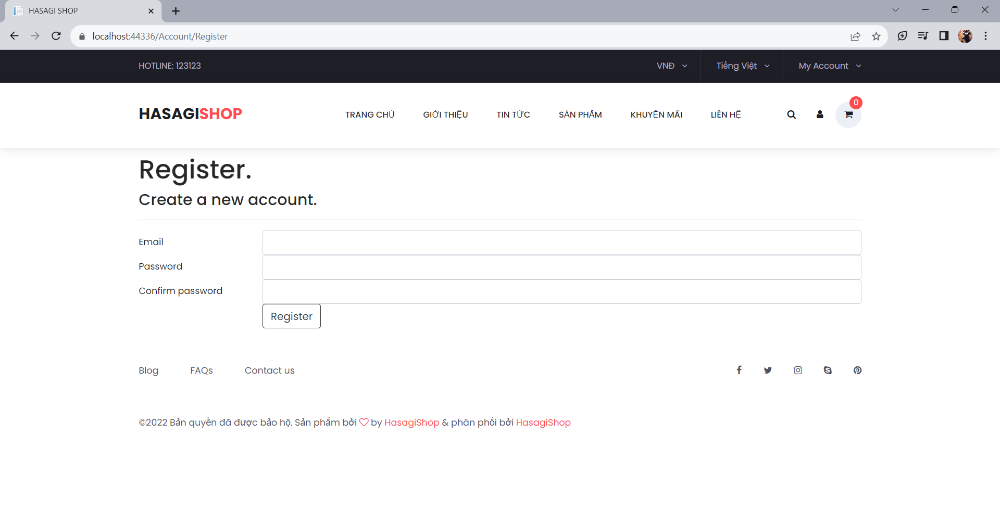 HASAGI SHOP
localhost:44336/Account/Register
HOTLINE: 123123
VNĐ
Tiếng Việt
My Account
HASAGISHOP
TRANG CHỦ
GIỚI THIỆU
TIN TỨC
SẢN PHẨM
KHUYẾN MÃI
LIÊN HỆ
0
Register.
Create a new account.
Email
Password
Confirm password
Register
Blog
FAQs
Contact us
©2022 Bản quyền đã được bảo hộ. Sản phẩm bởi ♡ by HasagiShop & phân phối bởi HasagiShop